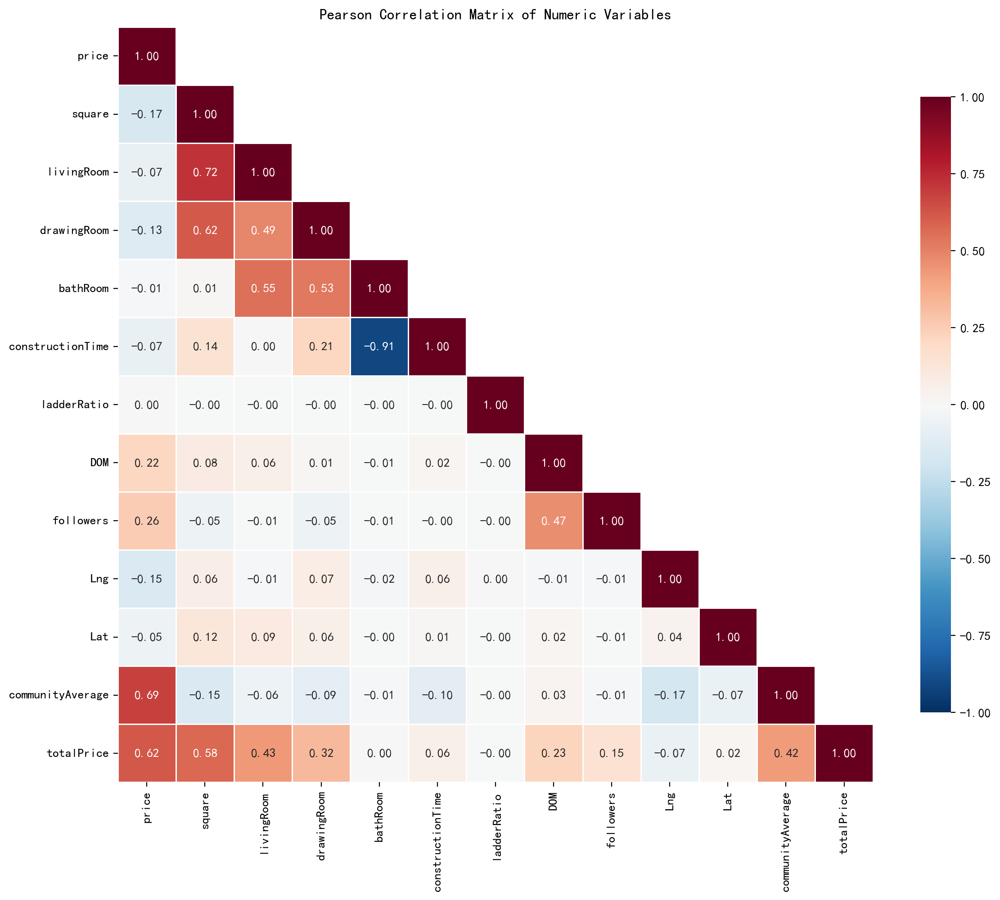 Pearson Correlation Matrix of Numeric Variables
price 1.00
square -0.17 1.00
livingRoom -0.07 0.72 1.00
drawingRoom -0.13 0.62 0.49 1.00
bathRoom -0.01 0.01 0.55 0.53 1.00
constructionTime -0.07 0.14 0.00 0.21 -0.91 1.00
ladderRatio 0.00 -0.00 -0.00 -0.00 -0.00 -0.00 1.00
DOM 0.22 0.08 0.06 0.01 -0.01 0.02 -0.00 1.00
followers 0.26 -0.05 -0.01 -0.05 -0.01 -0.00 -0.00 0.47 1.00
Lng -0.15 0.06 -0.01 0.07 -0.02 0.06 0.00 -0.01 -0.01 1.00
Lat -0.05 0.12 0.09 0.06 -0.00 0.01 -0.00 0.02 -0.01 0.04 1.00
communityAverage 0.69 -0.15 -0.06 -0.09 -0.01 -0.10 -0.00 0.03 -0.01 -0.17 -0.07 1.00
totalPrice 0.62 0.58 0.43 0.32 0.00 0.06 -0.00 0.23 0.15 -0.07 0.02 0.42 1.00
price
square
livingRoom
drawingRoom
bathRoom
constructionTime
ladderRatio
DOM
followers
Lng
Lat
communityAverage
totalPrice
1.00
0.75
0.50
0.25
0.00
-0.25
-0.50
-0.75
-1.00